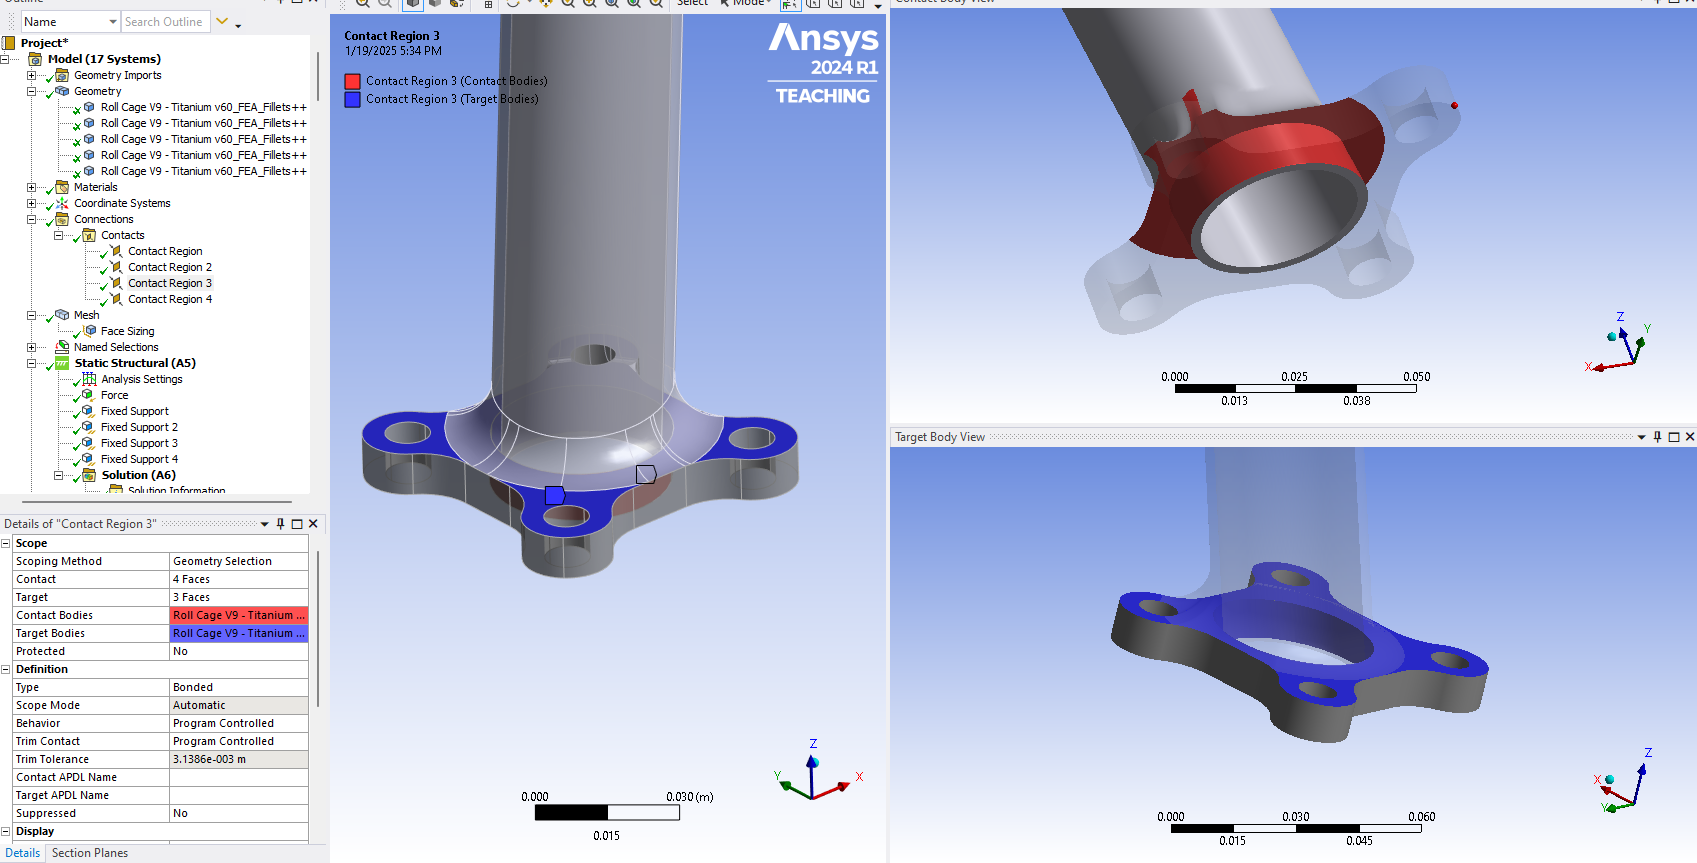 Outline
Name
Search Outline
Project*
Model (17 Systems)
Geometry Imports
Geometry
Roll Cage V9 - Titanium v60_FEA_Fillets++
Roll Cage V9 - Titanium v60_FEA_Fillets++
Roll Cage V9 - Titanium v60_FEA_Fillets++
Roll Cage V9 - Titanium v60_FEA_Fillets++
Roll Cage V9 - Titanium v60_FEA_Fillets++
Materials
Coordinate Systems
Connections
Contacts
Contact Region
Contact Region 2
Contact Region 3
Contact Region 4
Mesh
Face Sizing
Named Selections
Static Structural (A5)
Analysis Settings
Force
Fixed Support
Fixed Support 2
Fixed Support 3
Fixed Support 4
Solution (A6)
Solution Information
Details of "Contact Region 3"
Scope
Scoping Method Geometry Selection
Contact 4 Faces
Target 3 Faces
Contact Bodies Roll Cage V9 - Titanium ...
Target Bodies Roll Cage V9 - Titanium ...
Protected No
Definition
Type Bonded
Scope Mode Automatic
Behavior Program Controlled
Trim Contact Program Controlled
Trim Tolerance 3.1386e-003 m
Contact APDL Name
Target APDL Name
Suppressed No
Display
Details Section Planes
Select Mode
Contact Region 3
1/19/2025 5:34 PM
Contact Region 3 (Contact Bodies)
Contact Region 3 (Target Bodies)
Ansys
2024 R1
TEACHING
Z
Y
X
0.000 0.030 (m)
0.015
Contact Body View
Z
Y
X
0.000 0.025 0.050
0.013 0.038
Target Body View
Z
X
Y
0.000 0.030 0.060
0.015 0.045